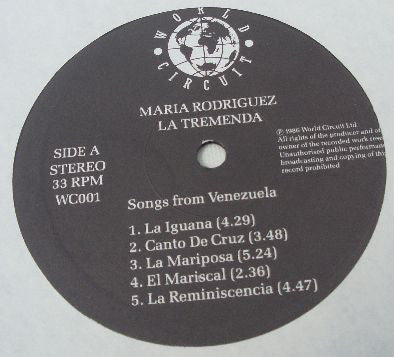 WORLD
CIRCUIT
MARIA RODRIGUEZ
LA TREMENDA
SIDE A
STEREO
33 RPM
WC001
℗ 1986 World Circuit Ltd
All rights of the producer and of
owner of the recorded work
Unauthorised public performance
broadcasting and copying of this
record prohibited
Songs from Venezuela
1. La Iguana (4.29)
2. Canto De Cruz (3.48)
3. La Mariposa (5.24)
4. El Mariscal (2.36)
5. La Reminiscencia (4.47)